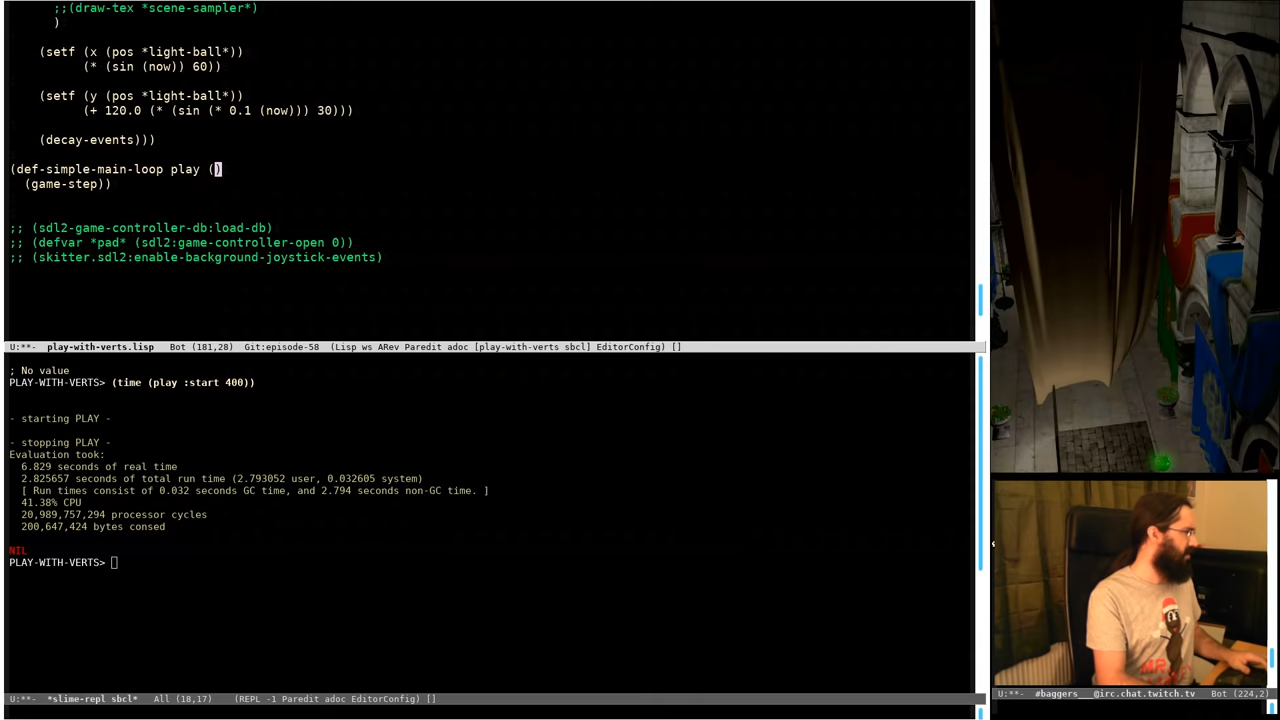 ;;(draw-tex *scene-sampler*)
)
(setf (x (pos *light-ball*))
(* (sin (now)) 60))
(setf (y (pos *light-ball*))
(+ 120.0 (* (sin (* 0.1 (now))) 30)))
(decay-events)))
(def-simple-main-loop play ()
(game-step))
;; (sdl2-game-controller-db:load-db)
;; (defvar *pad* (sdl2:game-controller-open 0))
;; (skitter.sdl2:enable-background-joystick-events)
U:**-  play-with-verts.lisp   Bot (181,28)  Git:episode-58  (Lisp ws ARev Paredit adoc [play-with-verts sbcl] EditorConfig) []
; No value
PLAY-WITH-VERTS> (time (play :start 400))
- starting PLAY -
- stopping PLAY -
Evaluation took:
6.829 seconds of real time
2.825657 seconds of total run time (2.793052 user, 0.032605 system)
[ Run times consist of 0.032 seconds GC time, and 2.794 seconds non-GC time. ]
41.38% CPU
20,989,757,294 processor cycles
200,647,424 bytes consed
NIL
PLAY-WITH-VERTS>
U:**-  *slime-repl sbcl*   All (18,17)    (REPL -1 Paredit adoc EditorConfig) []
U:**-  #baggers___@irc.chat.twitch.tv   Bot (224,2)